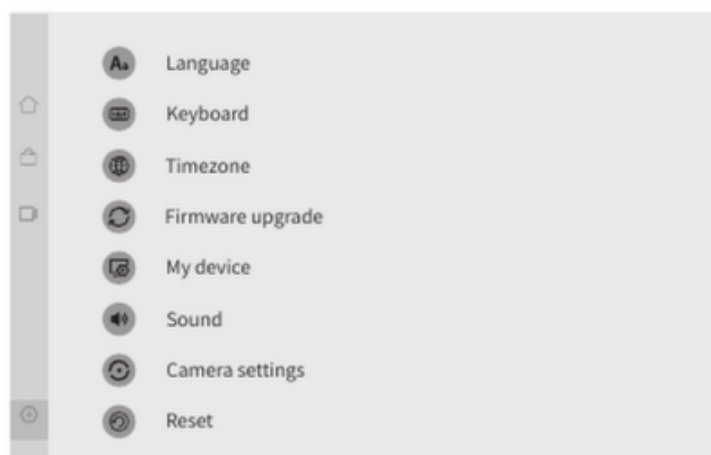 Language
Keyboard
Timezone
Firmware upgrade
My device
Sound
Camera settings
Reset